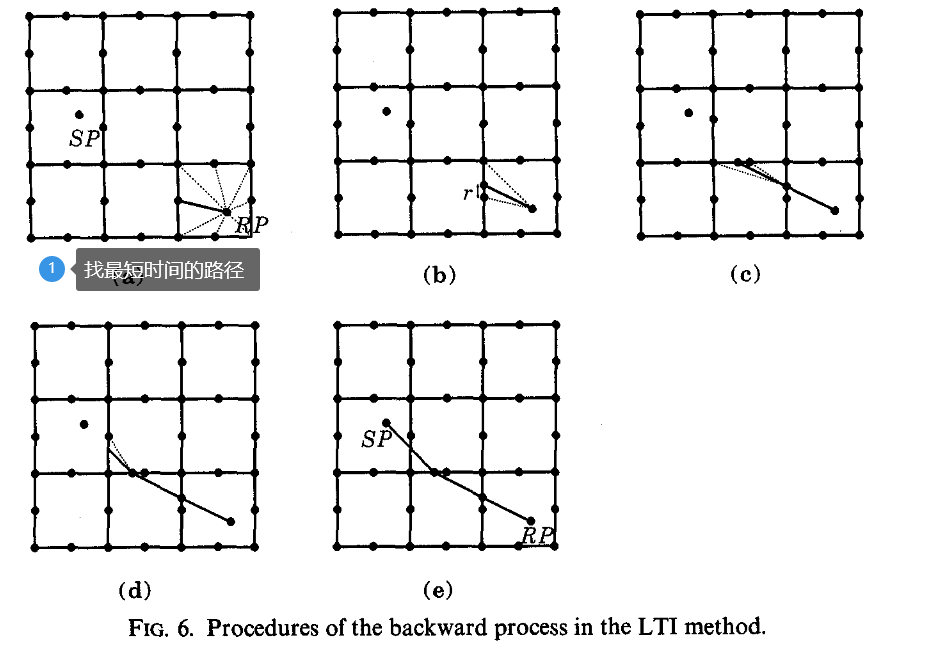 SP
RP
r
1
找最短时间的路径
(a)
(b)
(c)
(d)
SP
RP
(e)
FIG. 6. Procedures of the backward process in the LTI method.